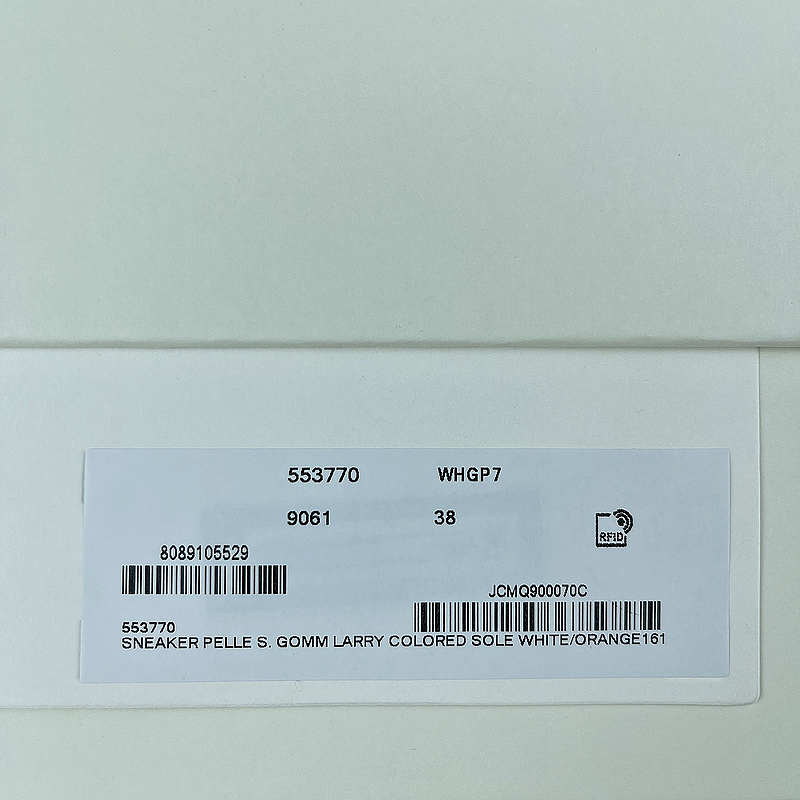 553770 WHGP7
9061 38
RFID
8089105529
JCMQ900070C
553770
SNEAKER PELLE S. GOMM LARRY COLORED SOLE WHITE/ORANGE161